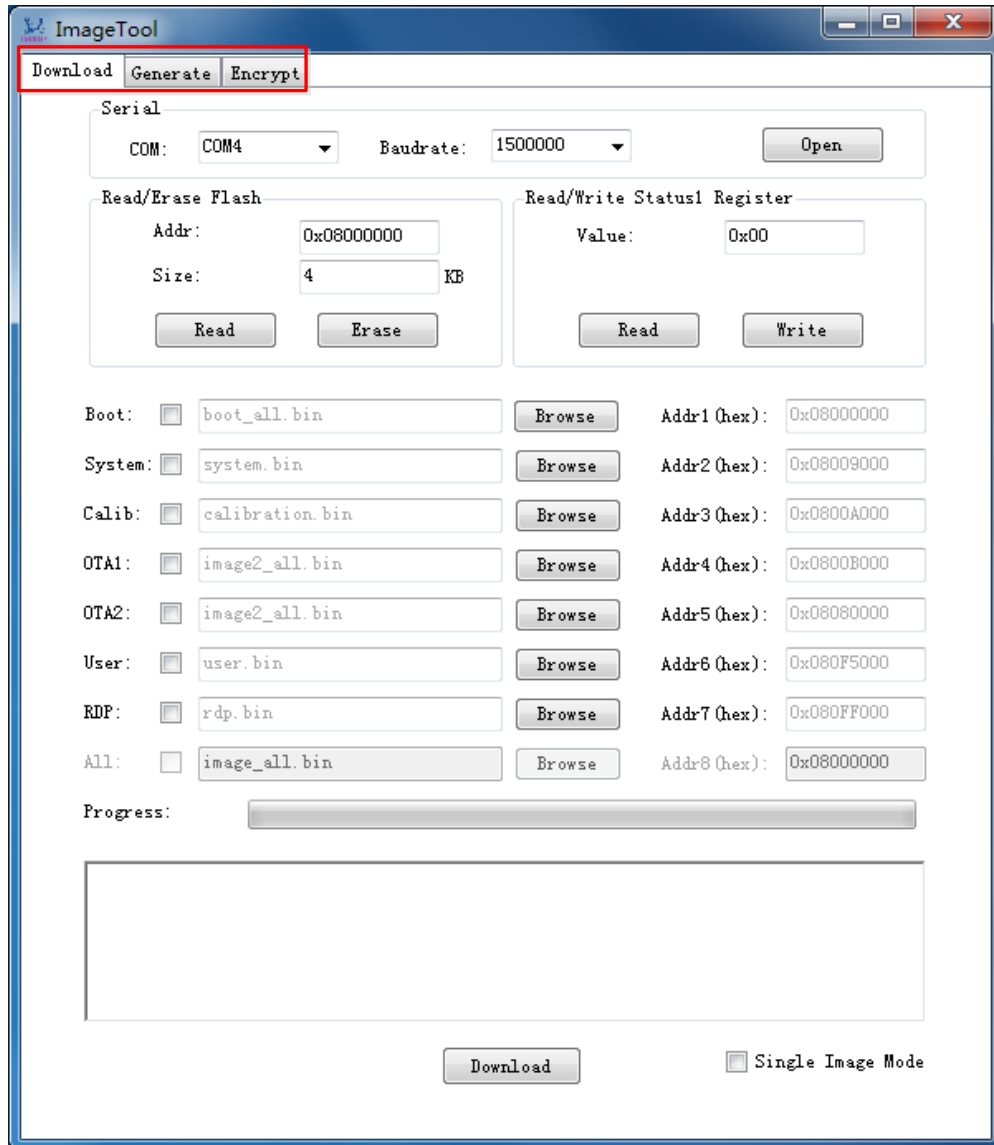 ImageTool
Download Generate Encrypt
Serial
COM: COM4 Baudrate: 1500000 Open
Read/Erase Flash Read/Write Status1 Register
Addr: 0x08000000 Value: 0x00
Size: 4 KB
Read Erase Read Write
Boot: boot_all.bin Browse Addr1(hex): 0x08000000
System: system.bin Browse Addr2(hex): 0x08009000
Calib: calibration.bin Browse Addr3(hex): 0x0800A000
OTA1: image2_all.bin Browse Addr4(hex): 0x0800B000
OTA2: image2_all.bin Browse Addr5(hex): 0x08080000
User: user.bin Browse Addr6(hex): 0x080F5000
RDP: rdp.bin Browse Addr7(hex): 0x080FF000
All: image_all.bin Browse Addr8(hex): 0x08000000
Progress:
Download Single Image Mode